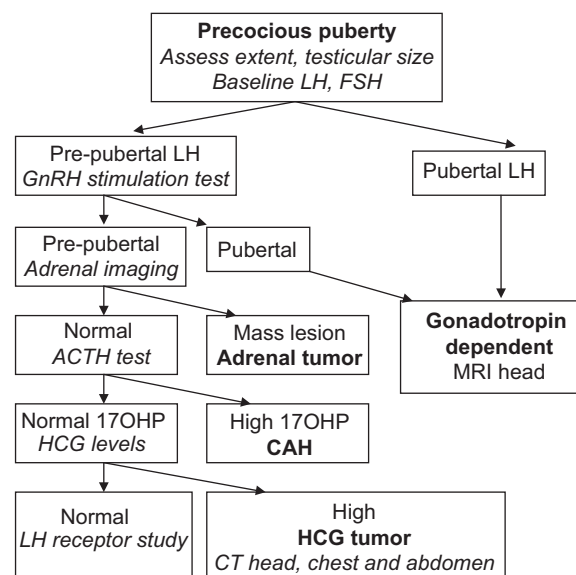 Precocious puberty
Assess extent, testicular size
Baseline LH, FSH
Pre-pubertal LH
GnRH stimulation test
Pubertal LH
Pre-pubertal
Adrenal imaging
Pubertal
Normal
ACTH test
Mass lesion
Adrenal tumor
Gonadotropin
dependent
MRI head
Normal 17OHP
HCG levels
High 17OHP
CAH
Normal
LH receptor study
High
HCG tumor
CT head, chest and abdomen